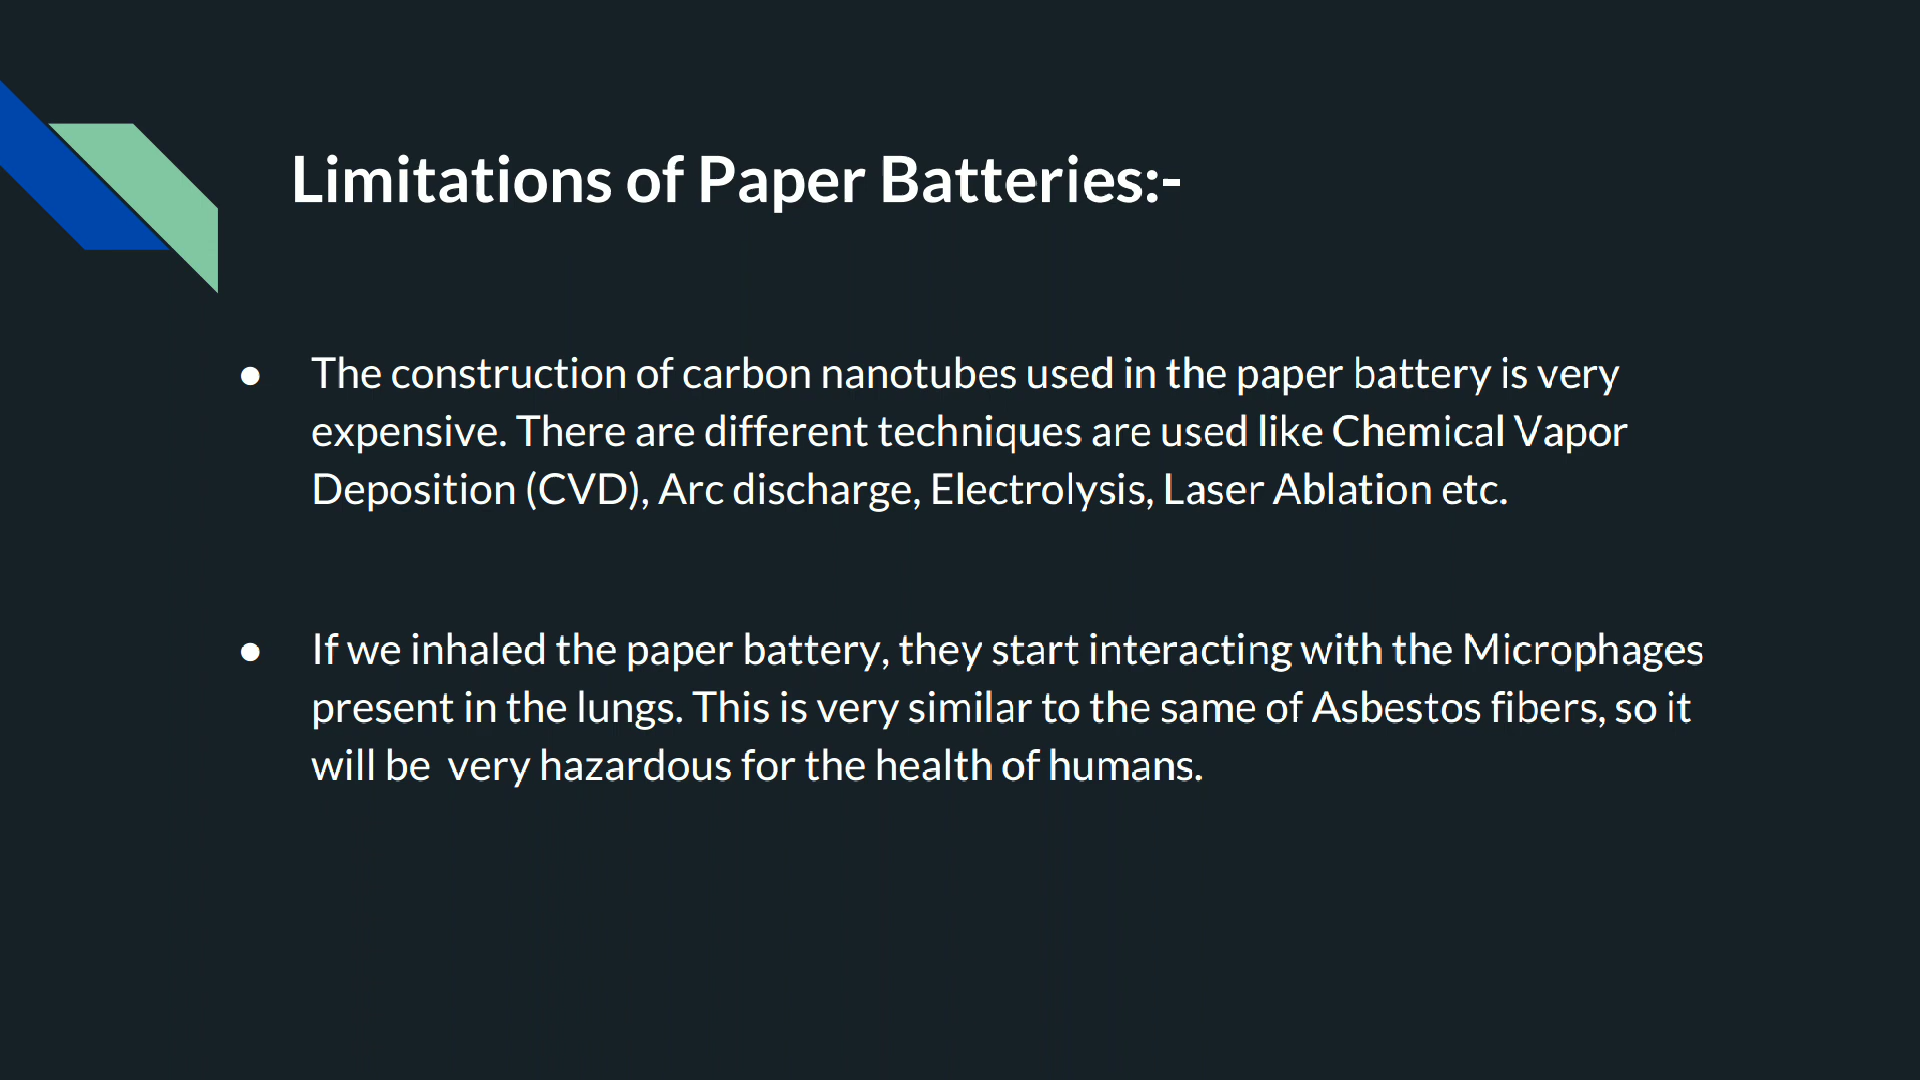 Limitations of Paper Batteries:-
● The construction of carbon nanotubes used in the paper battery is very
expensive. There are different techniques are used like Chemical Vapor
Deposition (CVD), Arc discharge, Electrolysis, Laser Ablation etc.
● If we inhaled the paper battery, they start interacting with the Microphages
present in the lungs. This is very similar to the same of Asbestos fibers, so it
will be  very hazardous for the health of humans.